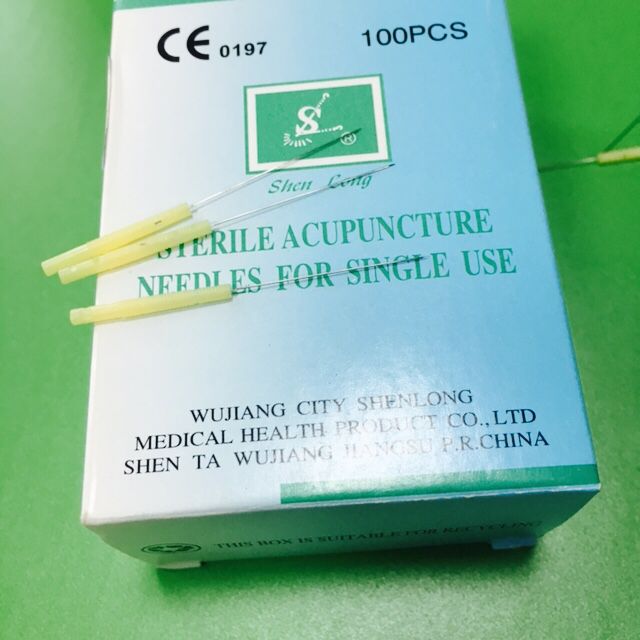 CE 0197 100PCS
SL ®
Shen Long
STERILE ACUPUNCTURE
NEEDLES FOR SINGLE USE
WUJIANG CITY SHENLONG
MEDICAL HEALTH PRODUCT CO., LTD
SHEN TA WUJIANG JIANGSU P.R.CHINA
THIS BOX IS SUITABLE FOR RECYCLING